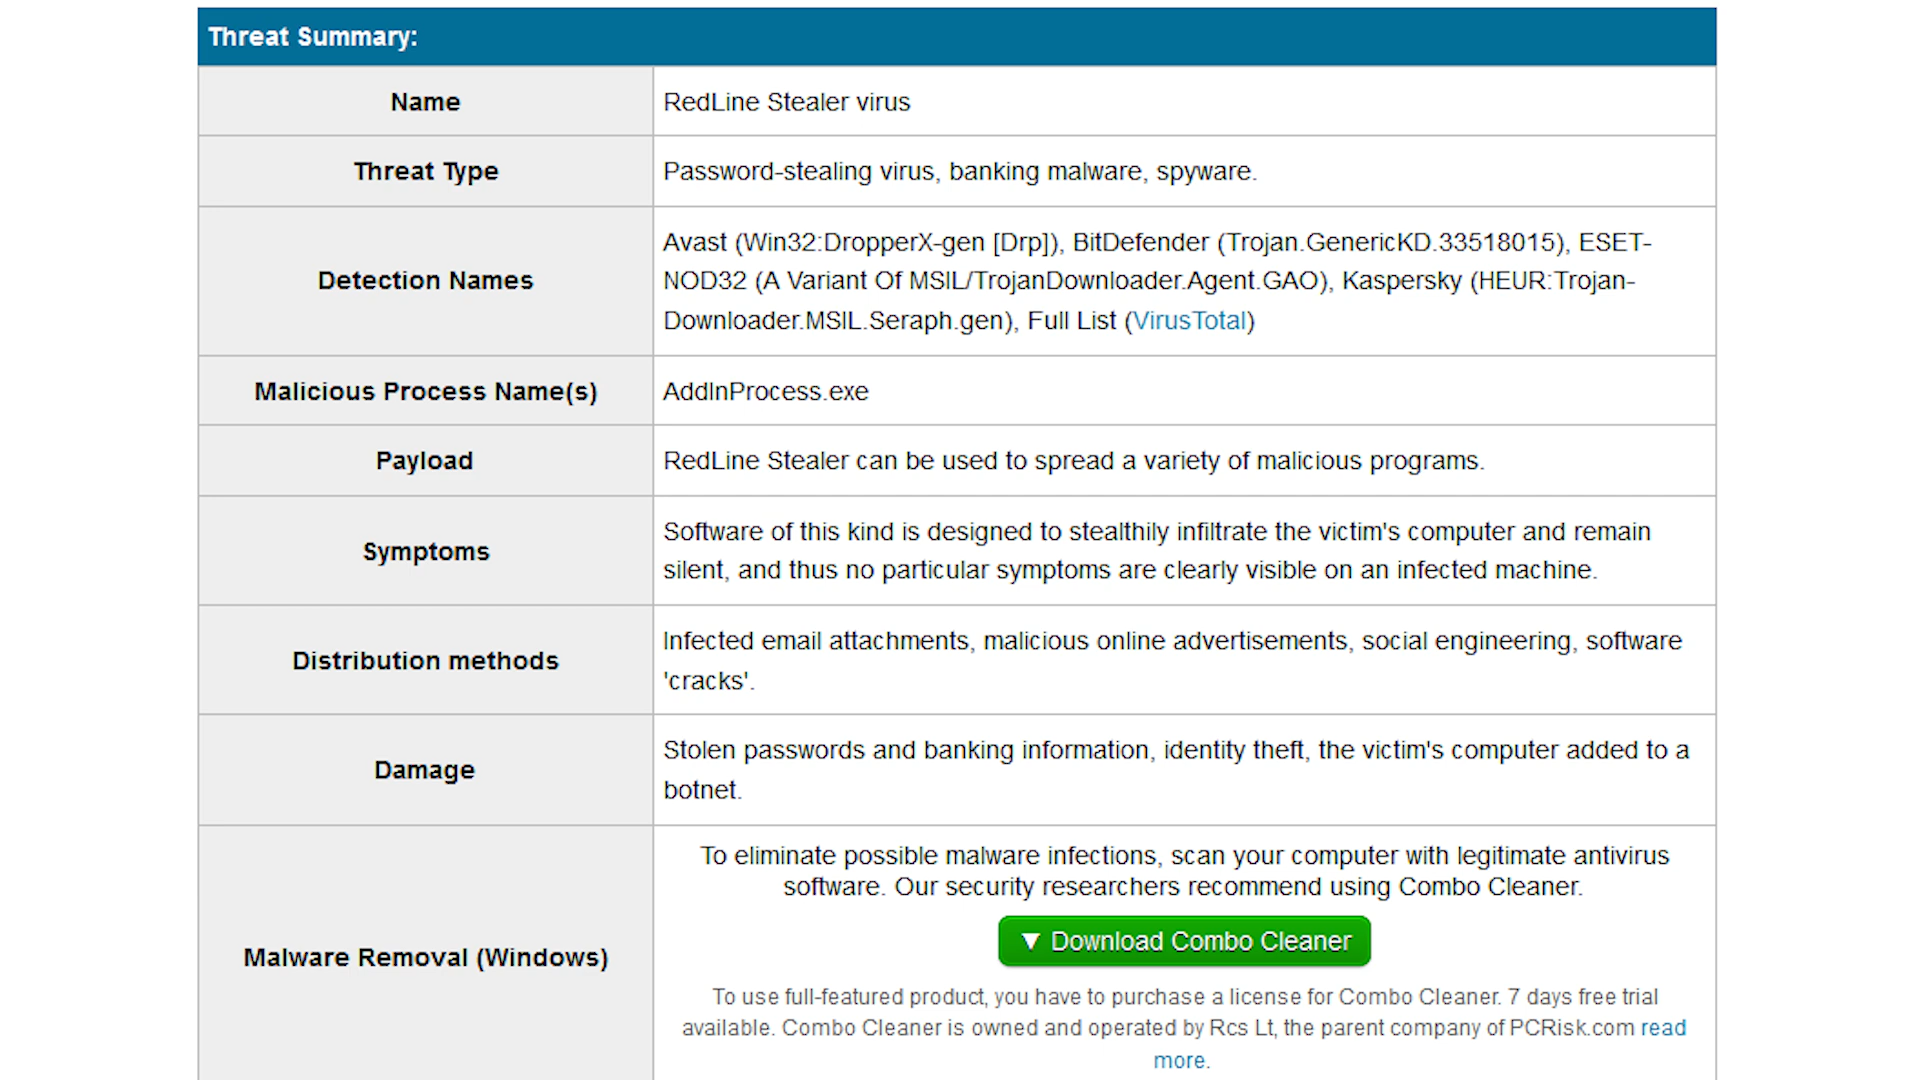 Threat Summary:
Name
RedLine Stealer virus
Threat Type
Password-stealing virus, banking malware, spyware.
Detection Names
Avast (Win32:DropperX-gen [Drp]), BitDefender (Trojan.GenericKD.33518015), ESET-
NOD32 (A Variant Of MSIL/TrojanDownloader.Agent.GAO), Kaspersky (HEUR:Trojan-
Downloader.MSIL.Seraph.gen), Full List (VirusTotal)
Malicious Process Name(s)
AddInProcess.exe
Payload
RedLine Stealer can be used to spread a variety of malicious programs.
Symptoms
Software of this kind is designed to stealthily infiltrate the victim's computer and remain
silent, and thus no particular symptoms are clearly visible on an infected machine.
Distribution methods
Infected email attachments, malicious online advertisements, social engineering, software
'cracks'.
Damage
Stolen passwords and banking information, identity theft, the victim's computer added to a
botnet.
Malware Removal (Windows)
To eliminate possible malware infections, scan your computer with legitimate antivirus
software. Our security researchers recommend using Combo Cleaner.
▼ Download Combo Cleaner
To use full-featured product, you have to purchase a license for Combo Cleaner. 7 days free trial
available. Combo Cleaner is owned and operated by Rcs Lt, the parent company of PCRisk.com read
more.